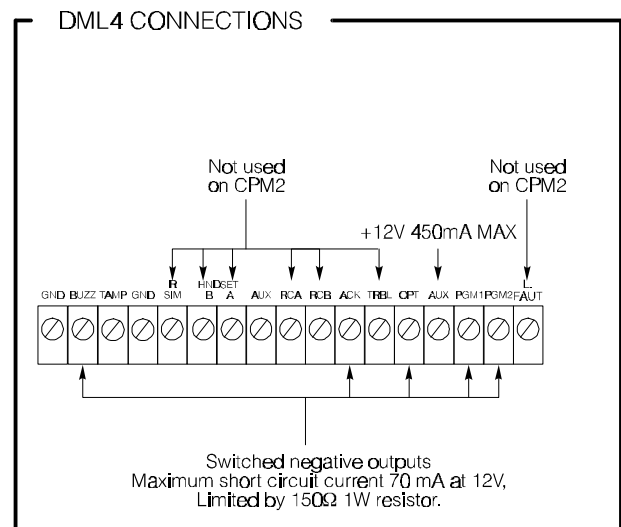 DML4 CONNECTIONS
Not used
on CPM2
Not used
on CPM2
+12V 450mA MAX
R HNDSET L.
GND BUZZ TAMP GND SIM B A AUX RCA RCB ACK TRBL OPT AUX PGM1 PGM2 FAUT
Switched negative outputs
Maximum short circuit current 70 mA at 12V,
Limited by 150Ω 1W resistor.